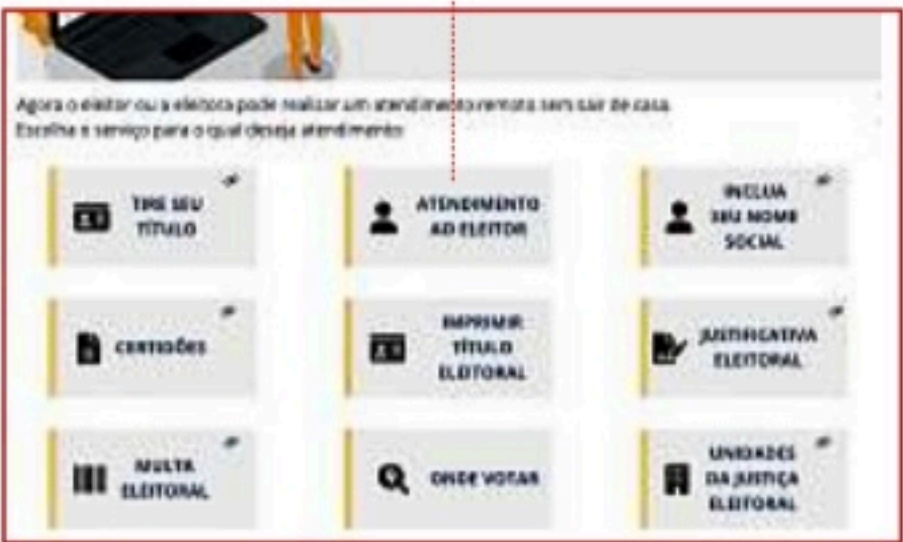 Agora o eleitor ou a eleitora pode realizar um atendimento remoto sem sair de casa.
Escolha o serviço para o qual deseja atendimento:
TIRE SEU
TÍTULO
ATENDIMENTO
AO ELEITOR
INCLUA
SEU NOME
SOCIAL
CERTIDÕES
IMPRIMIR
TÍTULO
ELEITORAL
JUSTIFICATIVA
ELEITORAL
MULTA
ELEITORAL
ONDE VOTAR
UNIDADES
DA JUSTIÇA
ELEITORAL